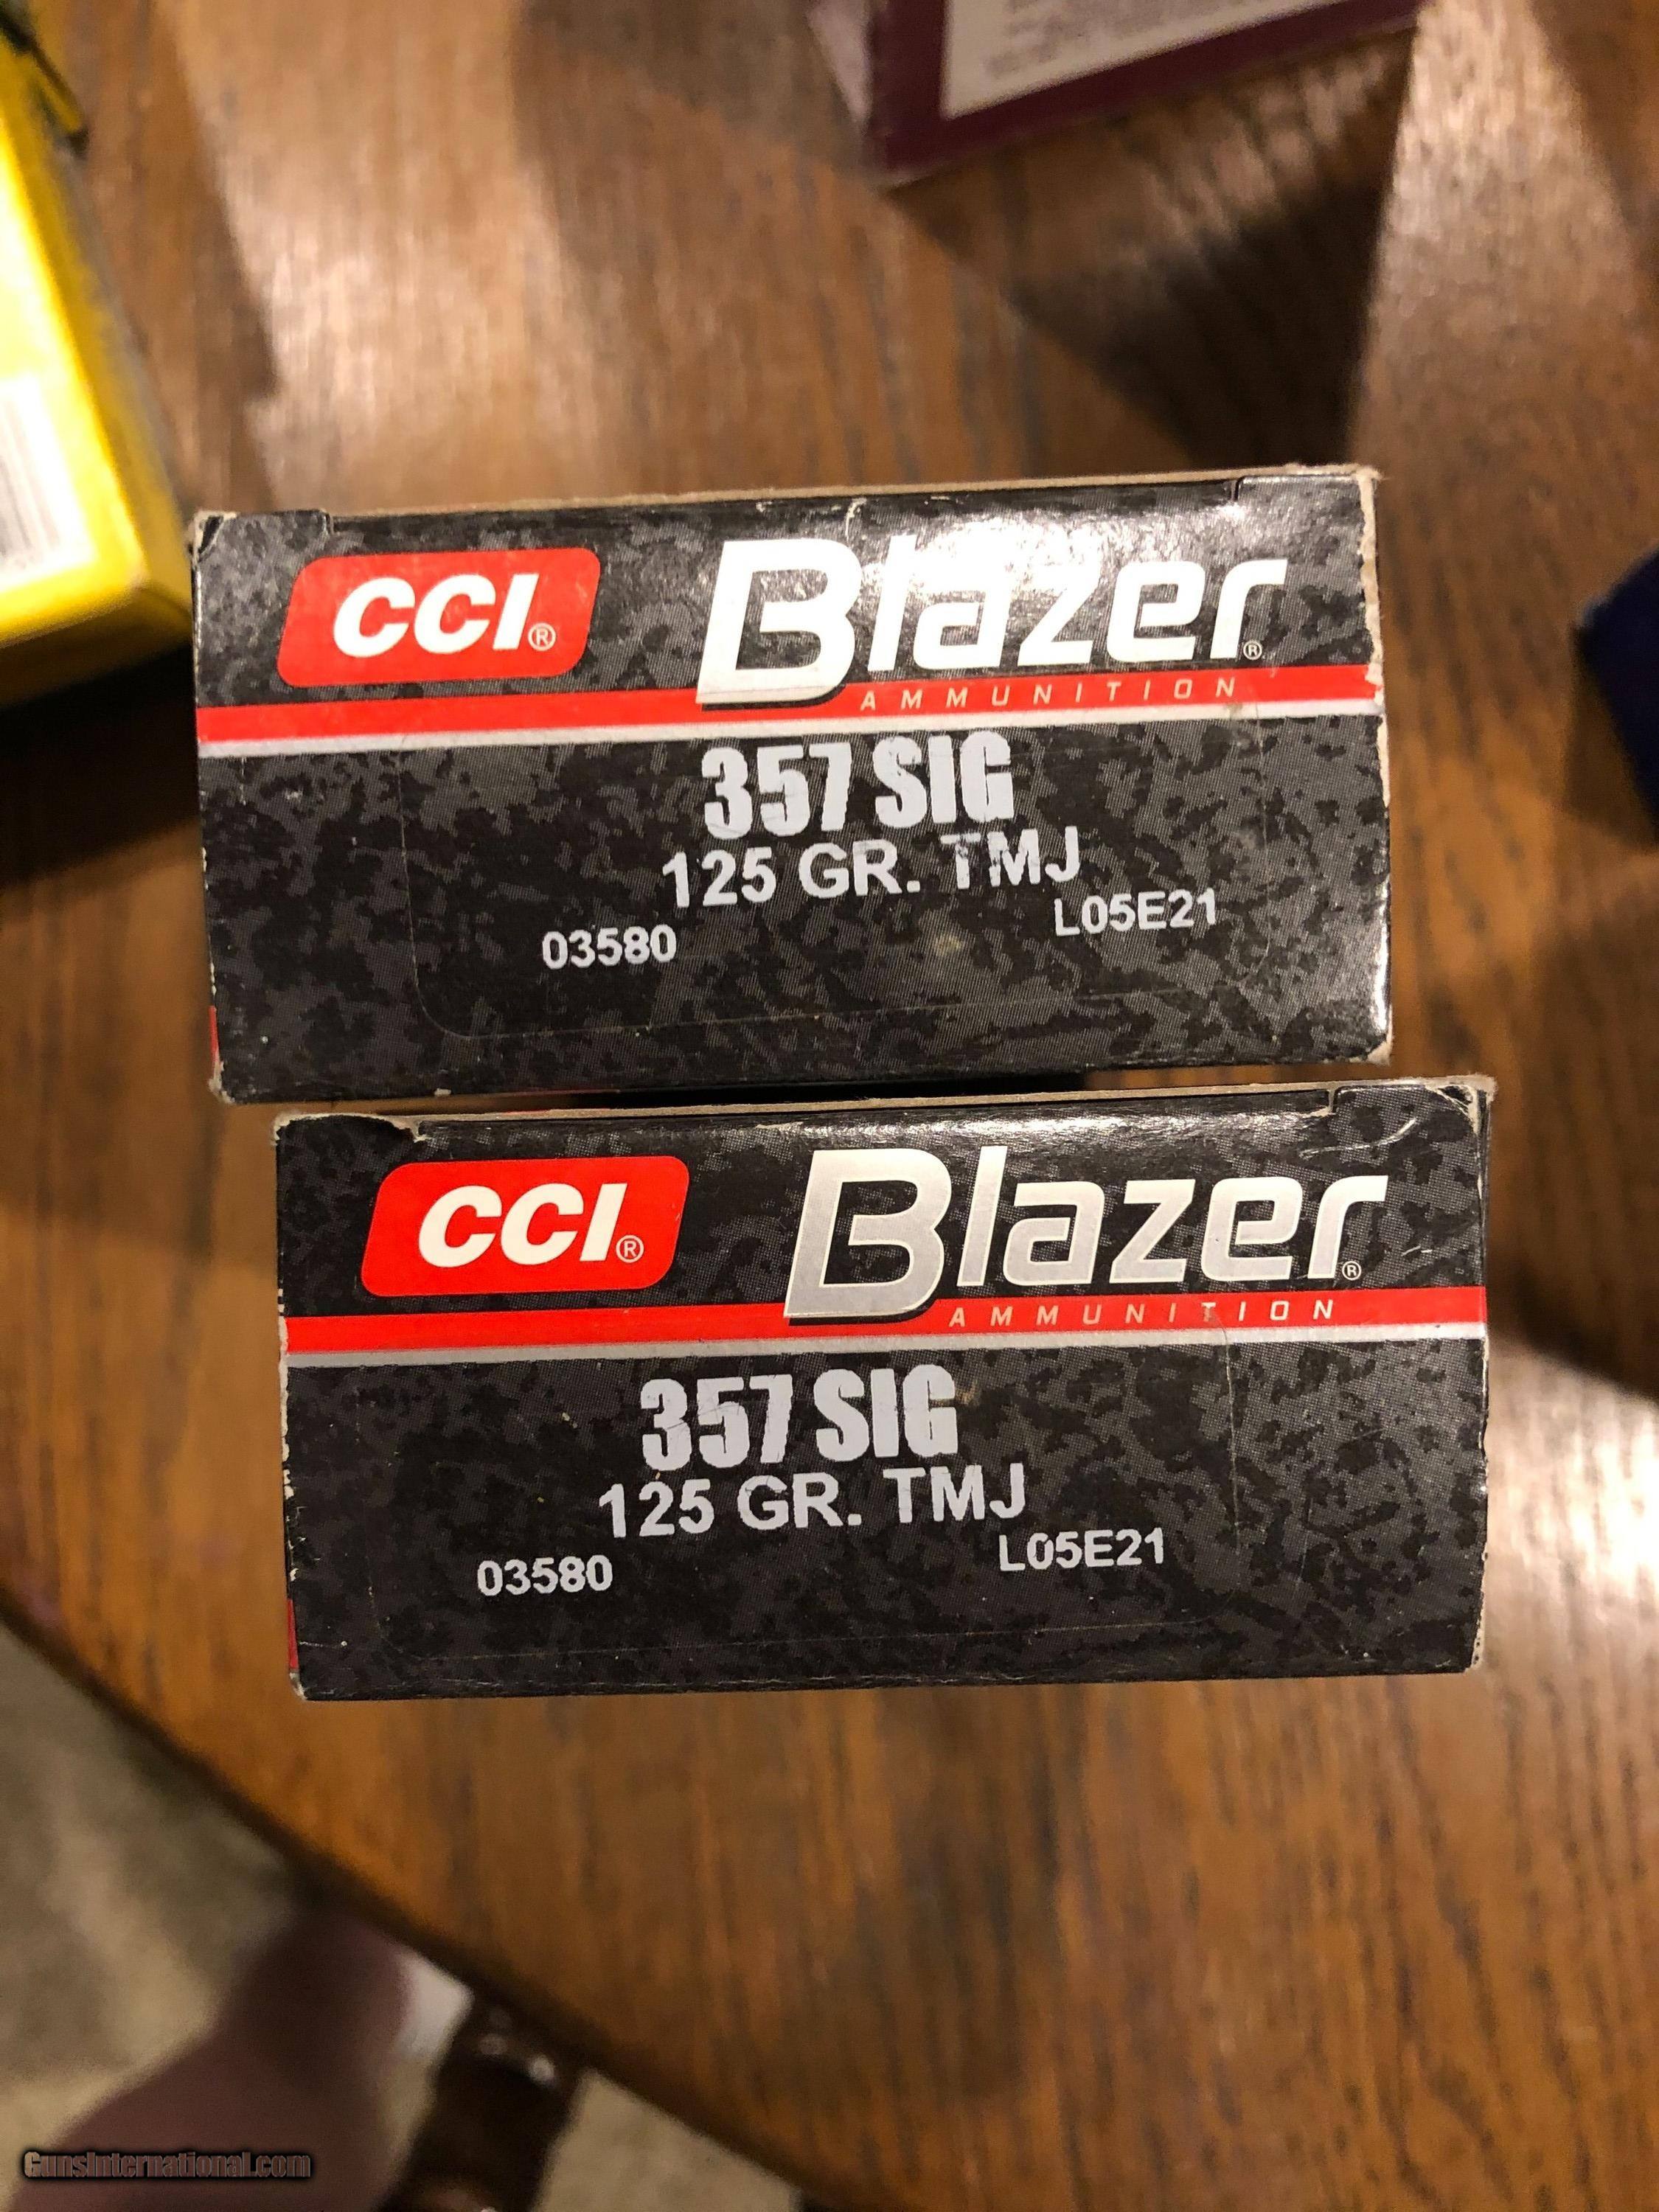 CCI®
Blazer®
AMMUNITION
357 SIG
125 GR. TMJ
L05E21
03580
CCI®
Blazer®
AMMUNITION
357 SIG
125 GR. TMJ
L05E21
03580
GunsInternational.com